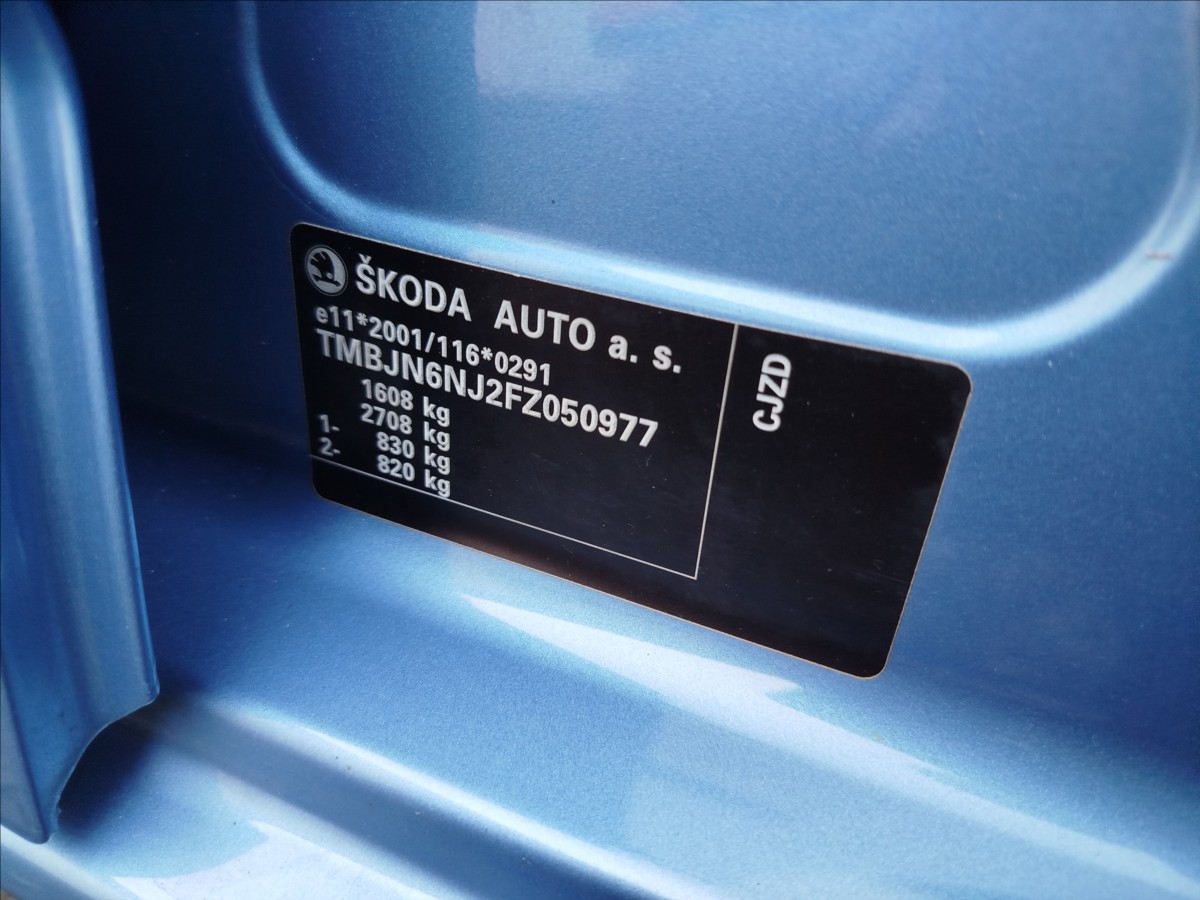 ŠKODA AUTO a. s.
e11*2001/116*0291
TMBJN6NJ2FZ050977
1608 kg
2708 kg
1- 830 kg
2- 820 kg
CJZD